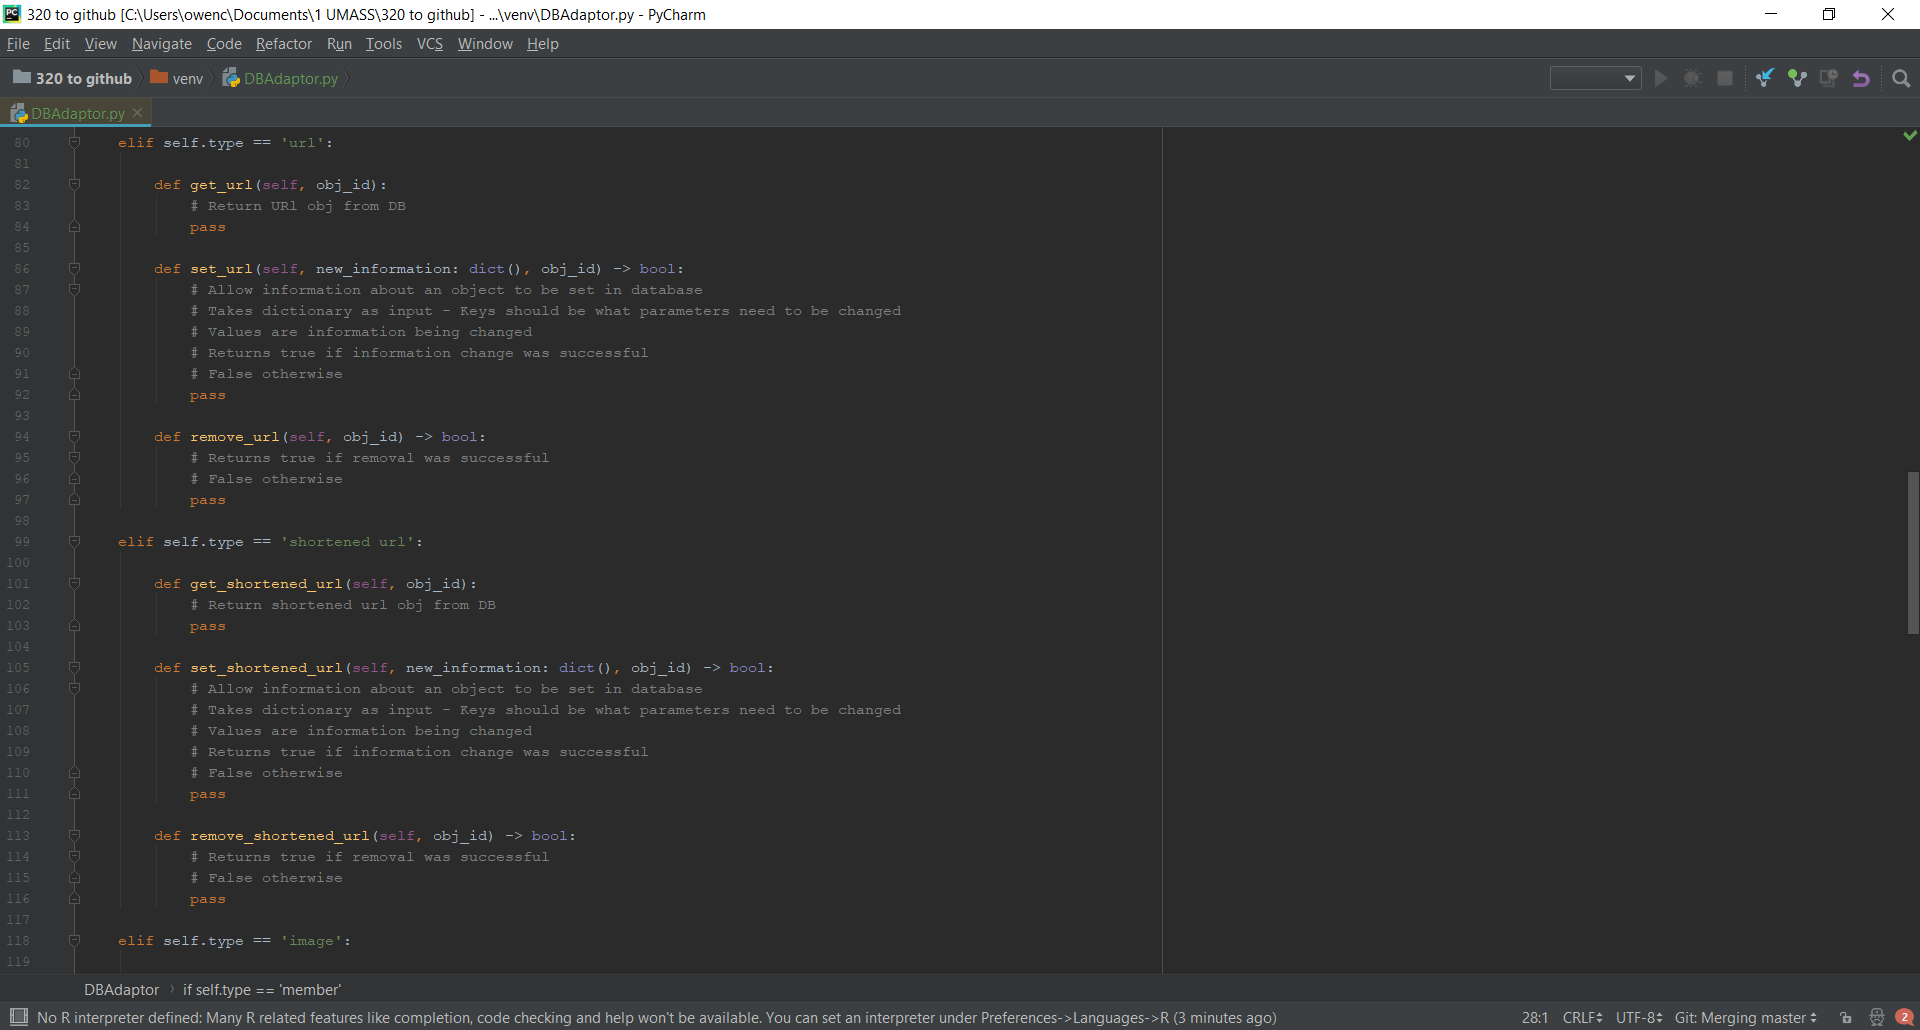 320 to github [C:\Users\owenc\Documents\1 UMASS\320 to github] - ...\venv\DBAdaptor.py - PyCharm
File Edit View Navigate Code Refactor Run Tools VCS Window Help
320 to github venv DBAdaptor.py
DBAdaptor.py
80 elif self.type == 'url':
81
82 def get_url(self, obj_id):
83 # Return URl obj from DB
84 pass
85
86 def set_url(self, new_information: dict(), obj_id) -> bool:
87 # Allow information about an object to be set in database
88 # Takes dictionary as input - Keys should be what parameters need to be changed
89 # Values are information being changed
90 # Returns true if information change was successful
91 # False otherwise
92 pass
93
94 def remove_url(self, obj_id) -> bool:
95 # Returns true if removal was successful
96 # False otherwise
97 pass
98
99 elif self.type == 'shortened url':
100
101 def get_shortened_url(self, obj_id):
102 # Return shortened url obj from DB
103 pass
104
105 def set_shortened_url(self, new_information: dict(), obj_id) -> bool:
106 # Allow information about an object to be set in database
107 # Takes dictionary as input - Keys should be what parameters need to be changed
108 # Values are information being changed
109 # Returns true if information change was successful
110 # False otherwise
111 pass
112
113 def remove_shortened_url(self, obj_id) -> bool:
114 # Returns true if removal was successful
115 # False otherwise
116 pass
117
118 elif self.type == 'image':
119
DBAdaptor if self.type == 'member'
No R interpreter defined: Many R related features like completion, code checking and help won't be available. You can set an interpreter under Preferences->Languages->R (3 minutes ago) 28:1 CRLF UTF-8 Git: Merging master 2